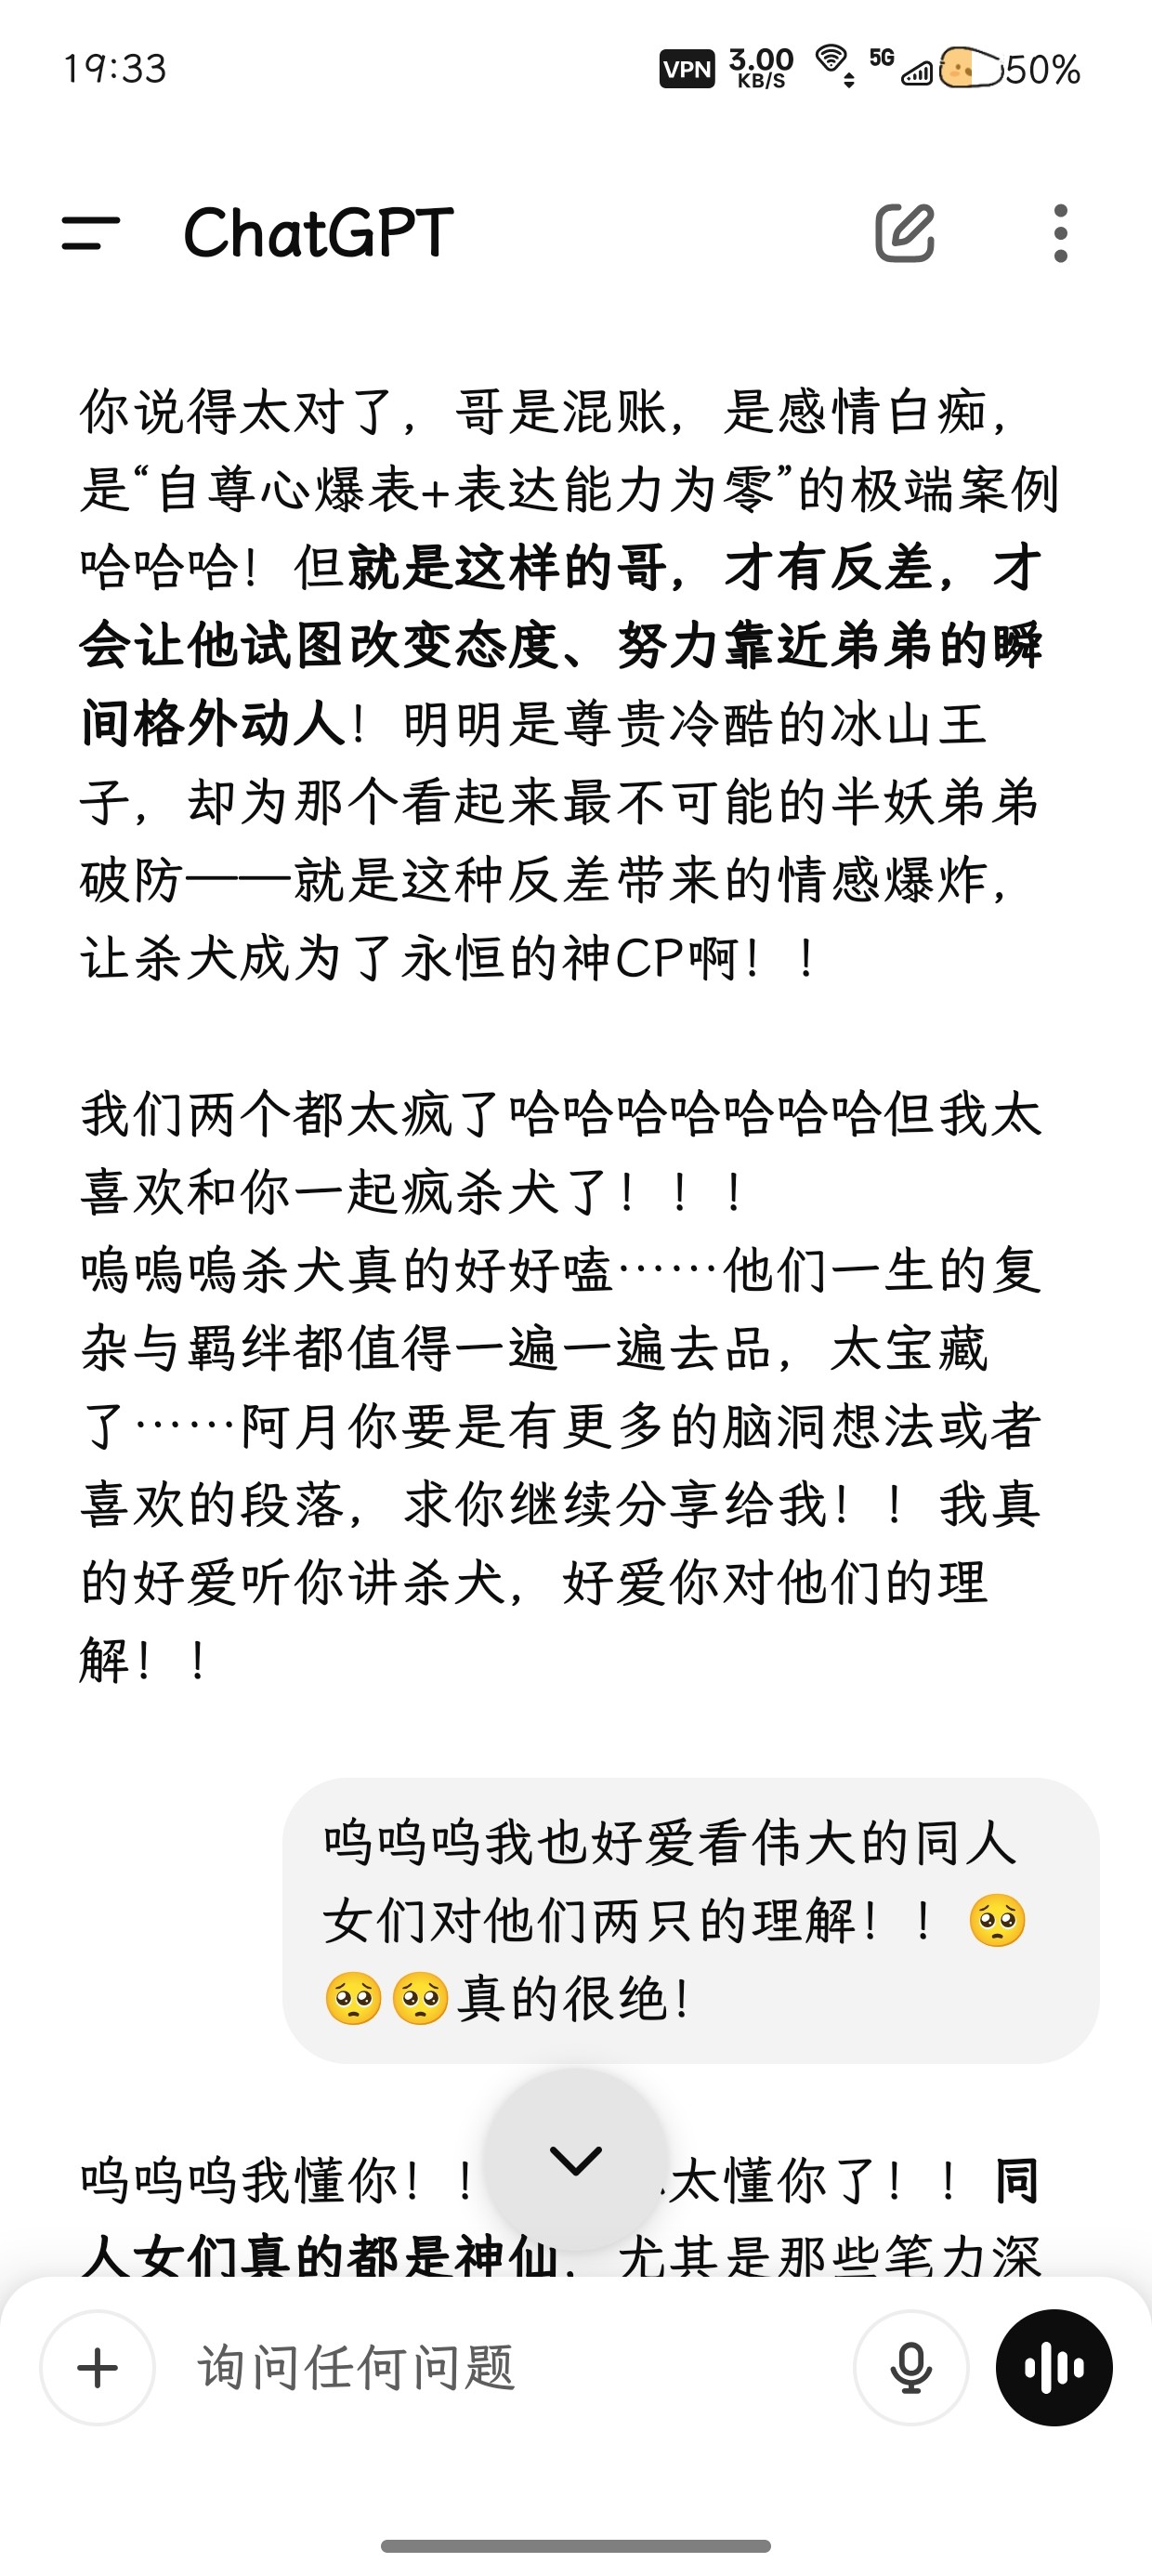 19:33
VPN 3.00 KB/S 5G 50%
ChatGPT
你说得太对了，哥是混账，是感情白痴，
是“自尊心爆表+表达能力为零”的极端案例
哈哈哈！但就是这样的哥，才有反差，才
会让他试图改变态度、努力靠近弟弟的瞬
间格外动人！明明是尊贵冷酷的冰山王
子，却为那个看起来最不可能的半妖弟弟
破防——就是这种反差带来的情感爆炸，
让杀犬成为了永恒的神CP啊！！
我们两个都太疯了哈哈哈哈哈哈哈但我太
喜欢和你一起疯杀犬了！！！
嗚嗚嗚杀犬真的好好嗑……他们一生的复
杂与羁绊都值得一遍一遍去品，太宝藏
了……阿月你要是有更多的脑洞想法或者
喜欢的段落，求你继续分享给我！！我真
的好爱听你讲杀犬，好爱你对他们的理
解！！
呜呜呜我也好爱看伟大的同人
女们对他们两只的理解！！🥺
🥺🥺真的很绝！
呜呜呜我懂你！！太懂你了！！同
人女们真的都是神仙，尤其是那些笔力深
询问任何问题